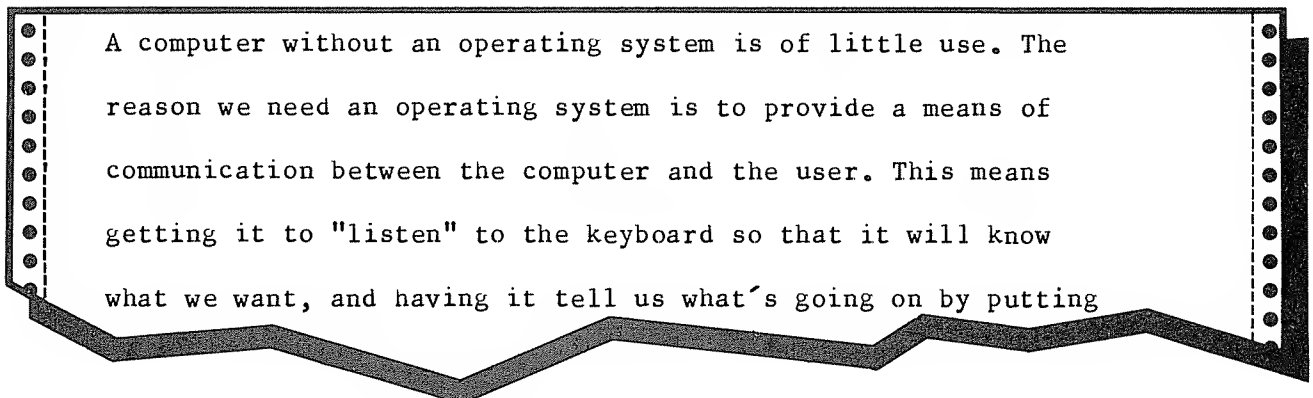 A computer without an operating system is of little use. The
reason we need an operating system is to provide a means of
communication between the computer and the user. This means
getting it to "listen" to the keyboard so that it will know
what we want, and having it tell us what's going on by putting